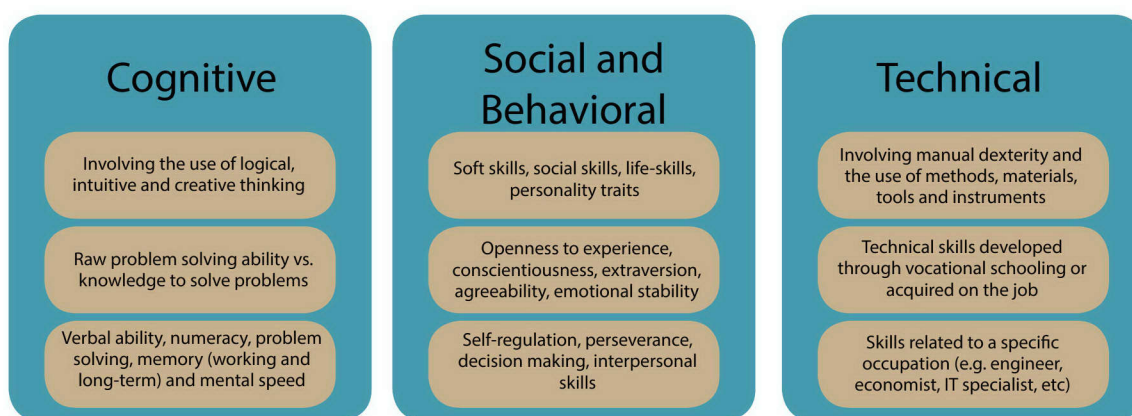 Cognitive
Involving the use of logical,
intuitive and creative thinking
Raw problem solving ability vs.
knowledge to solve problems
Verbal ability, numeracy, problem
solving, memory (working and
long-term) and mental speed
Social and
Behavioral
Soft skills, social skills, life-skills,
personality traits
Openness to experience,
conscientiousness, extraversion,
agreeability, emotional stability
Self-regulation, perseverance,
decision making, interpersonal
skills
Technical
Involving manual dexterity and
the use of methods, materials,
tools and instruments
Technical skills developed
through vocational schooling or
acquired on the job
Skills related to a specific
occupation (e.g. engineer,
economist, IT specialist, etc)